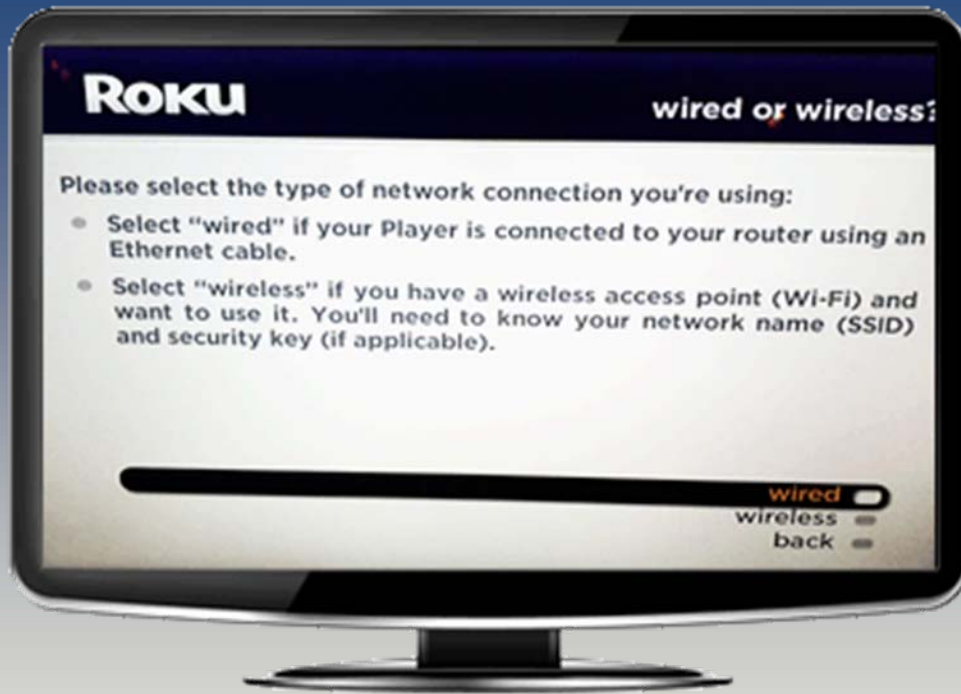 ROKU
wired or wireless?
Please select the type of network connection you're using:
Select "wired" if your Player is connected to your router using an
Ethernet cable.
Select "wireless" if you have a wireless access point (Wi-Fi) and
want to use it. You'll need to know your network name (SSID)
and security key (if applicable).
wired
wireless
back